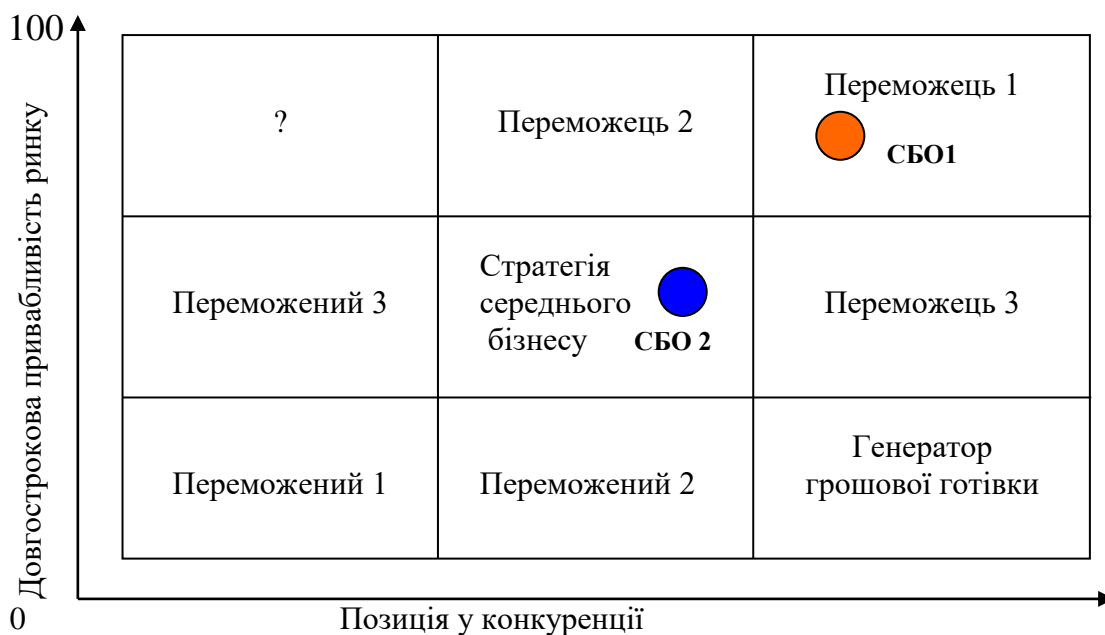 100
Довгострокова привабливість ринку
?
Переможець 2
Переможець 1
СБО1
Переможений 3
Стратегія
середнього
бізнесу
СБО 2
Переможець 3
Переможений 1
Переможений 2
Генератор
грошової готівки
0
Позиція у конкуренції